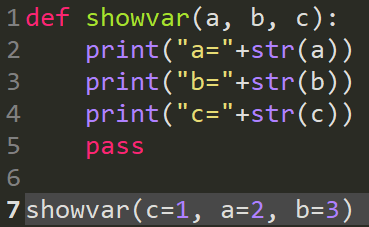 1 def showvar(a, b, c):
2     print("a="+str(a))
3     print("b="+str(b))
4     print("c="+str(c))
5     pass
6
7 showvar(c=1, a=2, b=3)